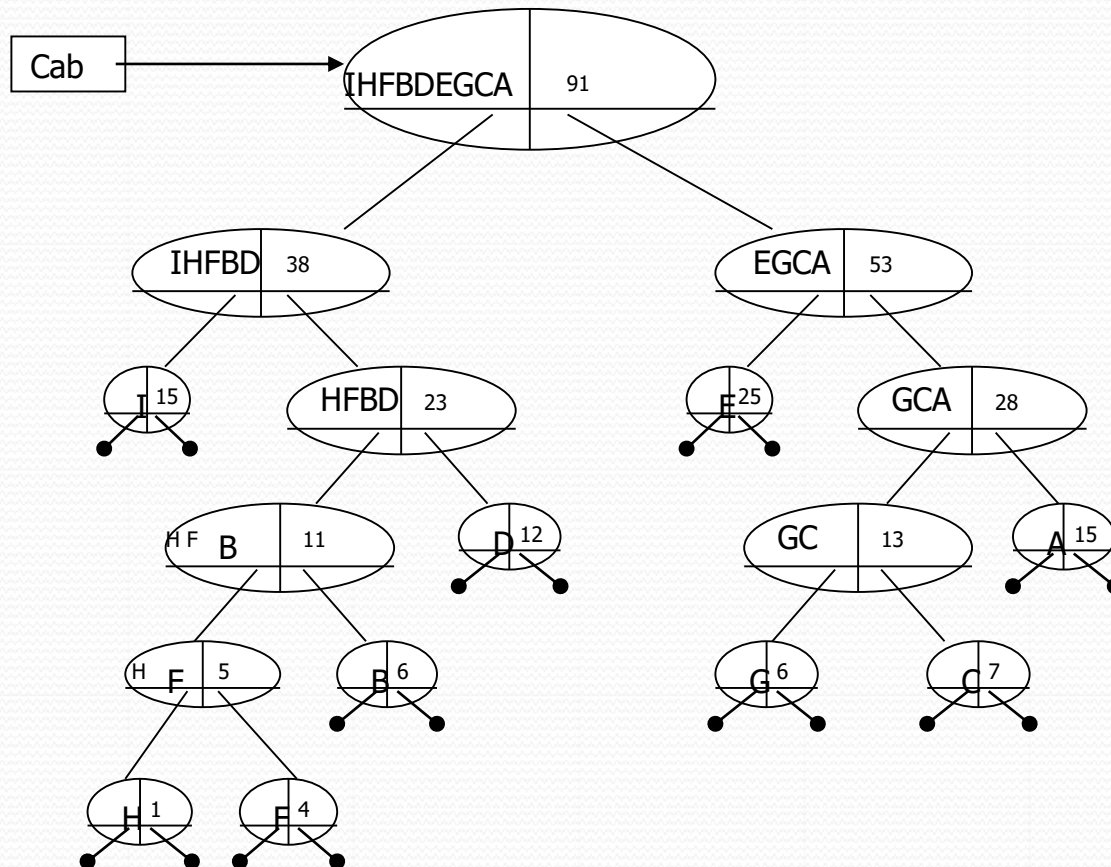 Cab
IHFBDEGCA 91
IHFBD 38
EGCA 53
I 15
HFBD 23
E 25
GCA 28
H F B 11
D 12
GC 13
A 15
H F 5
B 6
G 6
C 7
H 1
F 4